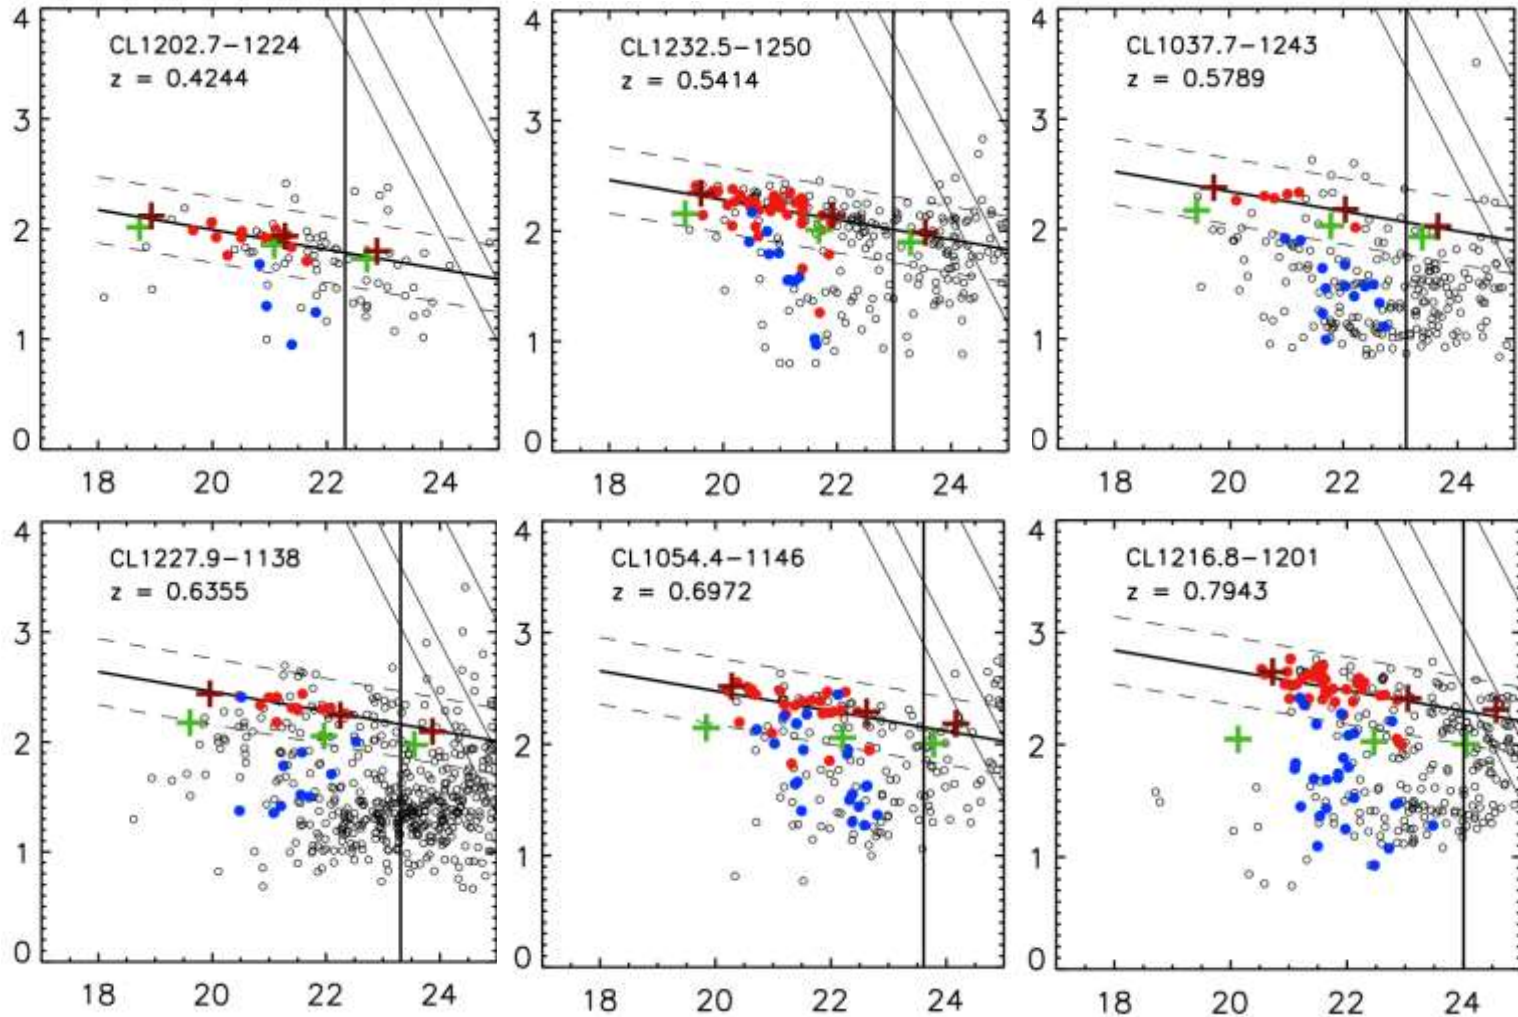 4
CL1202.7−1224
z = 0.4244
3
2
1
0
18 20 22 24
4
CL1232.5−1250
z = 0.5414
3
2
1
0
18 20 22 24
4
CL1037.7−1243
z = 0.5789
3
2
1
0
18 20 22 24
4
CL1227.9−1138
z = 0.6355
3
2
1
0
18 20 22 24
4
CL1054.4−1146
z = 0.6972
3
2
1
0
18 20 22 24
4
CL1216.8−1201
z = 0.7943
3
2
1
0
18 20 22 24